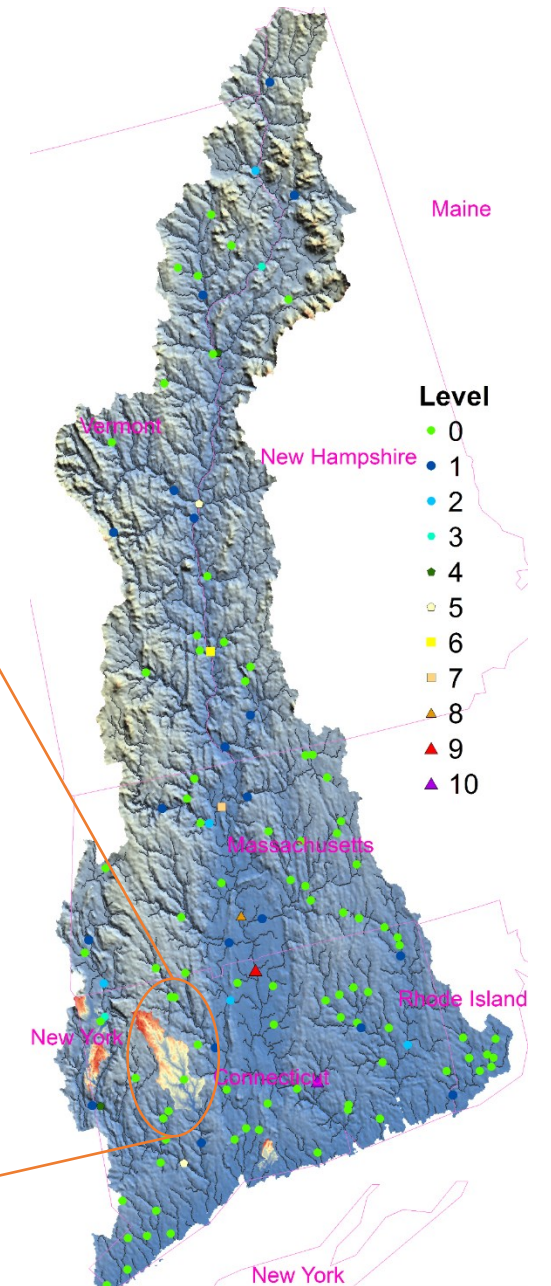 Maine
Level
0
Vermont
New Hampshire
1
2
3
4
5
6
7
8
9
10
Massachusetts
Rhode Island
New York
Connecticut
New York